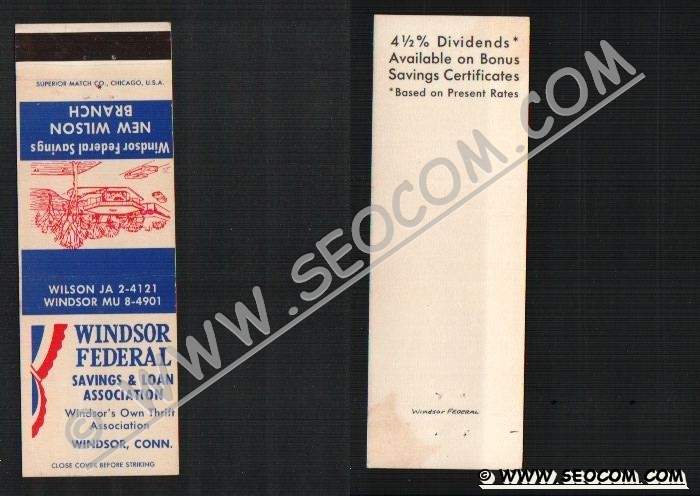 SUPERIOR MATCH CO., CHICAGO, U.S.A.
Windsor Federal Savings
NEW WILSON
BRANCH
WILSON JA 2-4121
WINDSOR MU 8-4901
WINDSOR
FEDERAL
SAVINGS & LOAN
ASSOCIATION
Windsor's Own Thrift
Association
WINDSOR, CONN.
CLOSE COVER BEFORE STRIKING
4½% Dividends*
Available on Bonus
Savings Certificates
*Based on Present Rates
Windsor FEDERAL
© WWW.SEOCOM.COM
© WWW.SEOCOM.COM